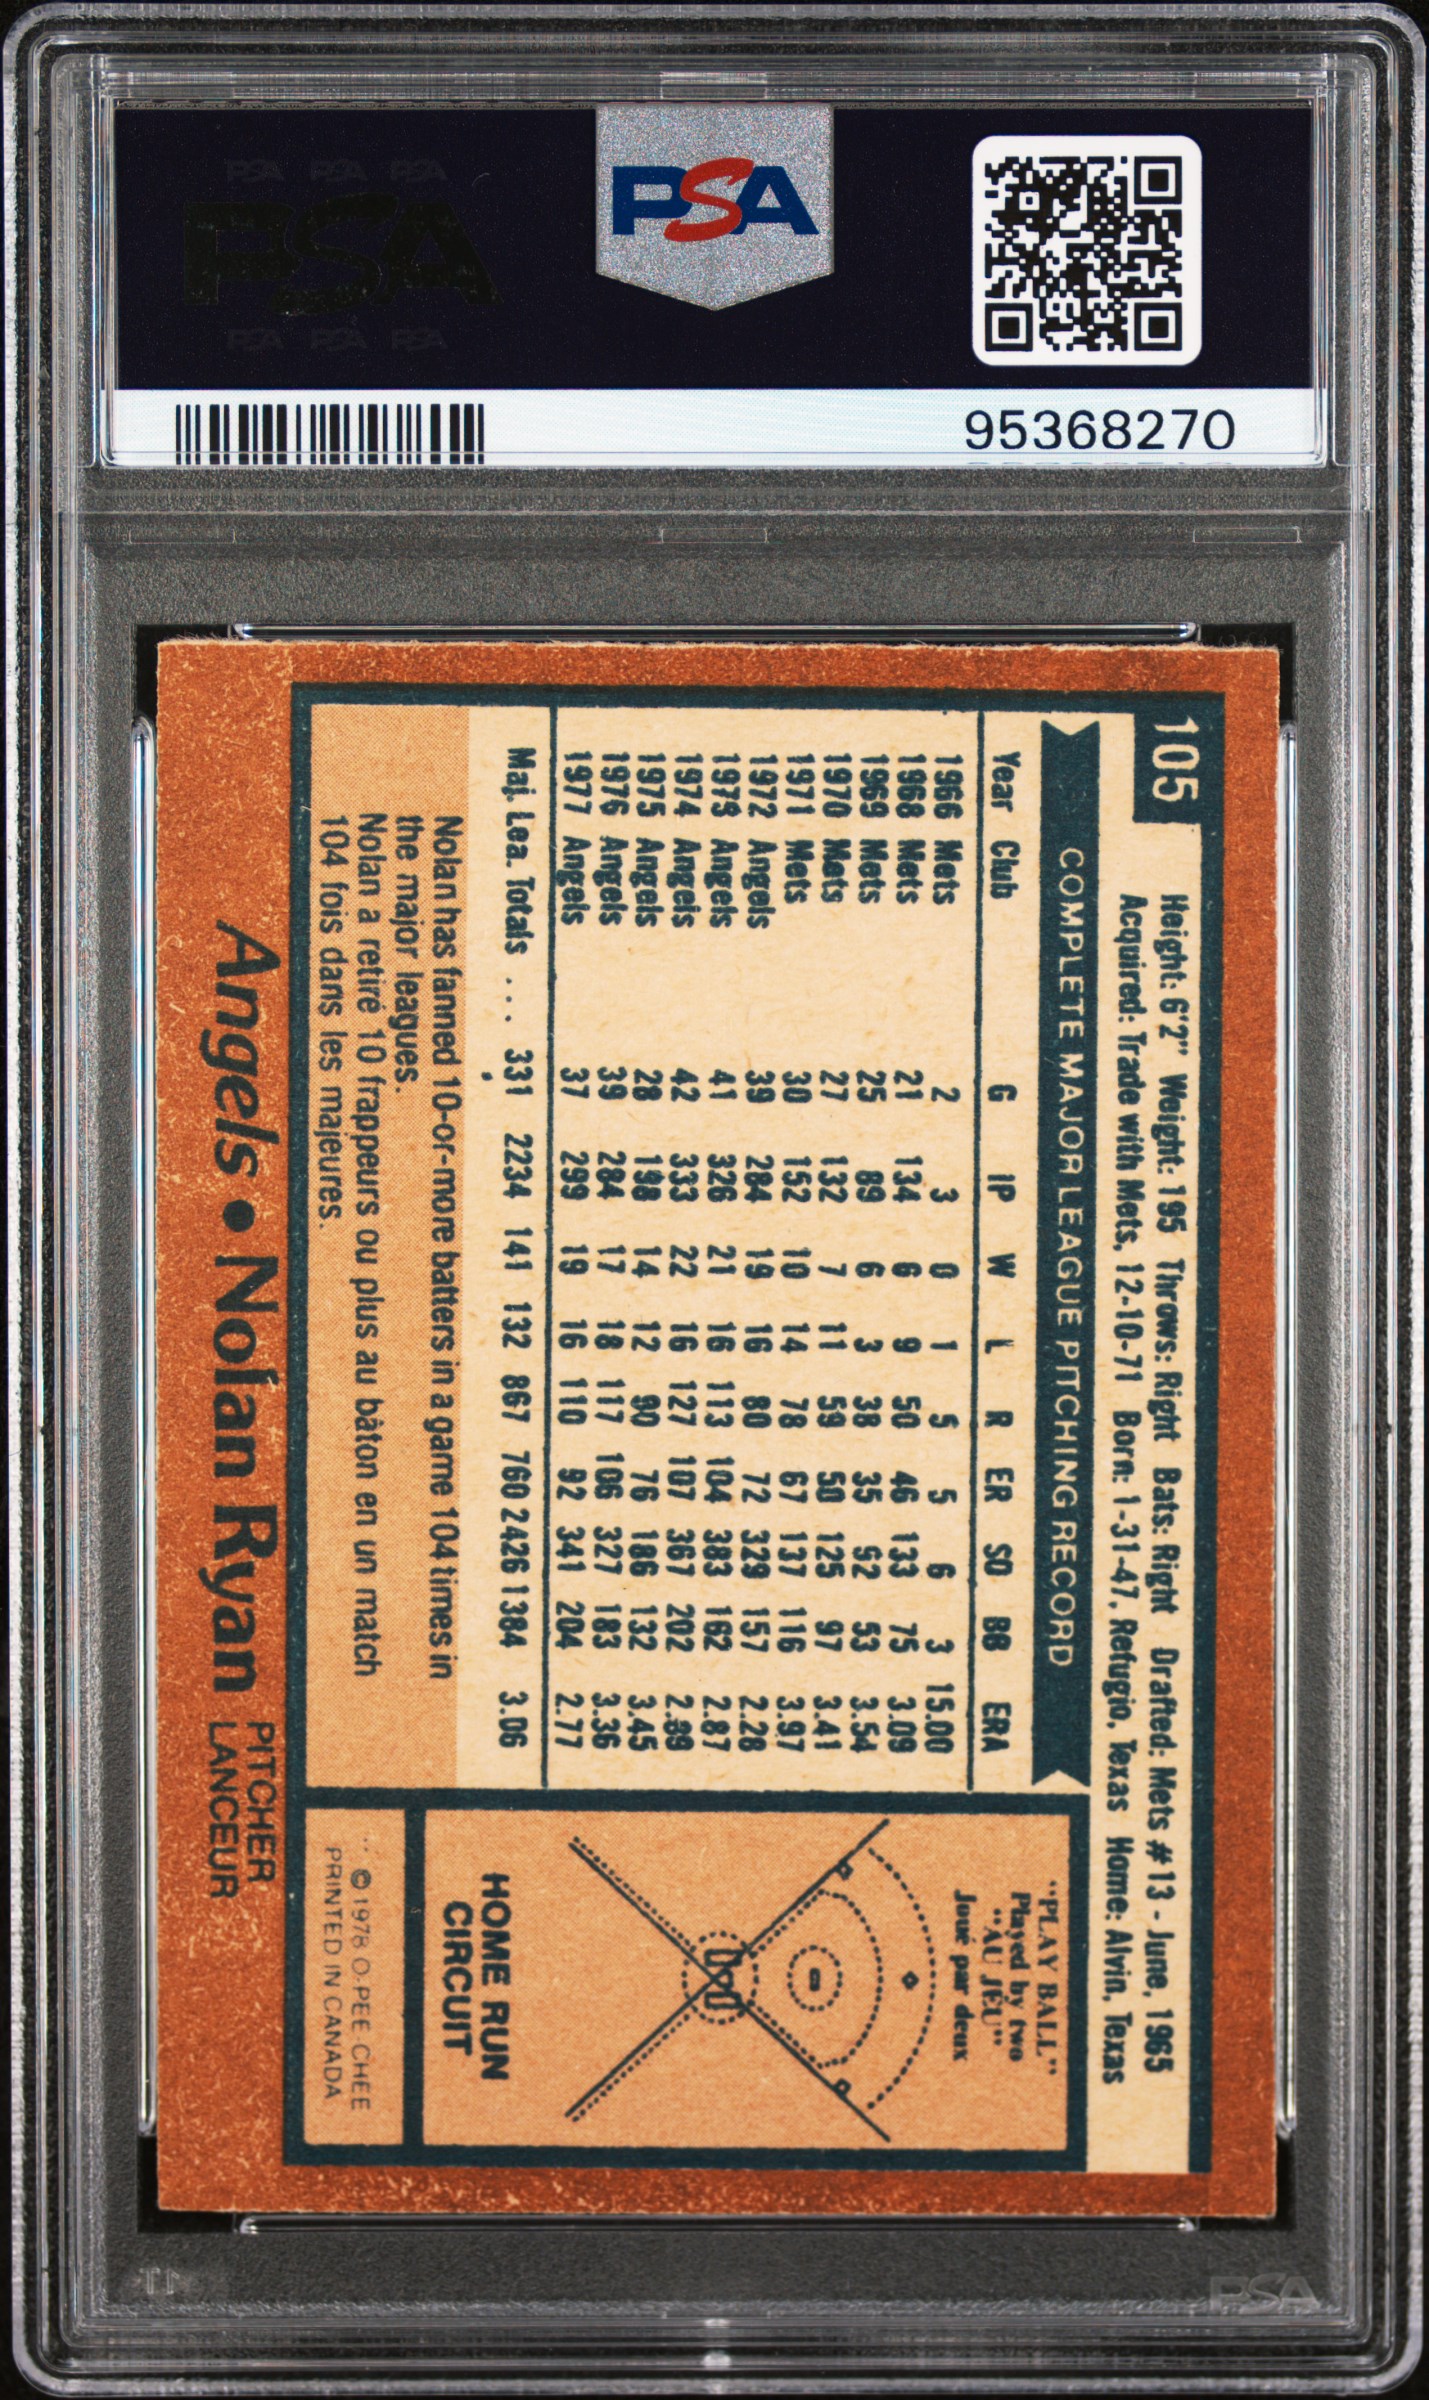 PSA PSA PSA
PSA
PSA PSA PSA
PSA
95368270
105
Height: 6'2" Weight: 195 Throws: Right Bats: Right Drafted: Mets #13 - June, 1965
Acquired: Trade with Mets, 12-10-71 Born: 1-31-47, Refugio, Texas Home: Alvin, Texas
COMPLETE MAJOR LEAGUE PITCHING RECORD
Year Club G IP W L R ER SO BB ERA
1966 Mets 2 3 0 1 5 5 6 3 15.00
1968 Mets 21 134 6 9 50 46 133 75 3.09
1969 Mets 25 89 6 3 38 35 92 53 3.54
1970 Mets 27 132 7 11 59 50 125 97 3.41
1971 Mets 30 152 10 14 78 67 137 116 3.97
1972 Angels 39 284 19 16 80 72 329 157 2.28
1973 Angels 41 326 21 16 113 104 383 162 2.87
1974 Angels 42 333 22 16 127 107 367 202 2.89
1975 Angels 28 198 14 12 90 76 186 132 3.45
1976 Angels 39 284 17 18 117 106 327 183 3.36
1977 Angels 37 299 19 16 110 92 341 204 2.77
Maj. Lea. Totals ... 331 2234 141 132 867 760 2426 1384 3.06
Nolan has fanned 10-or-more batters in a game 104 times in
the major leagues.
Nolan a retiré 10 frappeurs ou plus au bâton en un match
104 fois dans les majeures.
"PLAY BALL"
Played by two
"AU JEU"
Joué par deux
HOME RUN
CIRCUIT
© 1978 O-PEE-CHEE
PRINTED IN CANADA
Angels • Nolan Ryan PITCHER
LANCEUR
PSA